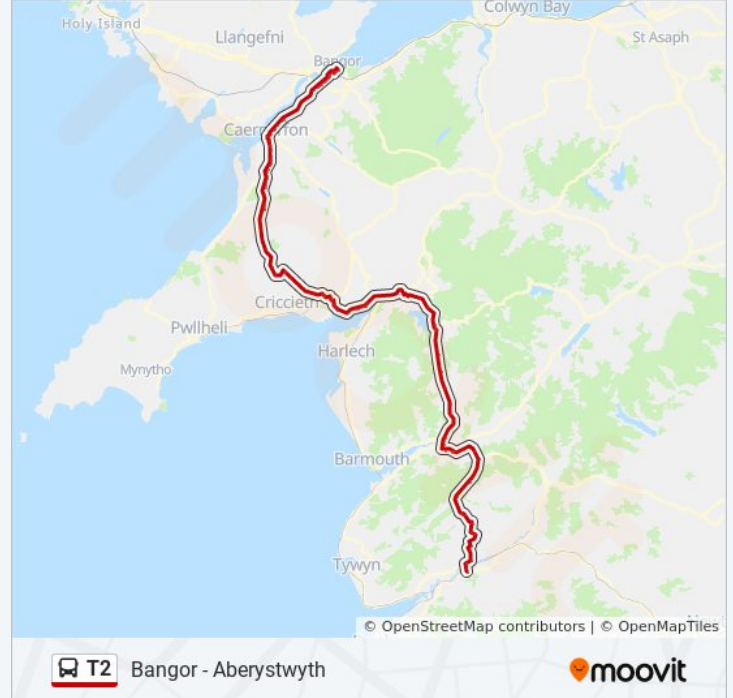 Colwyn Bay
Holy Island
Llangefni
St Asaph
Bangor
Caernarfon
Criccieth
Pwllheli
Harlech
Mynytho
Barmouth
Tywyn
© OpenStreetMap contributors | © OpenMapTiles
T2 Bangor - Aberystwyth moovit